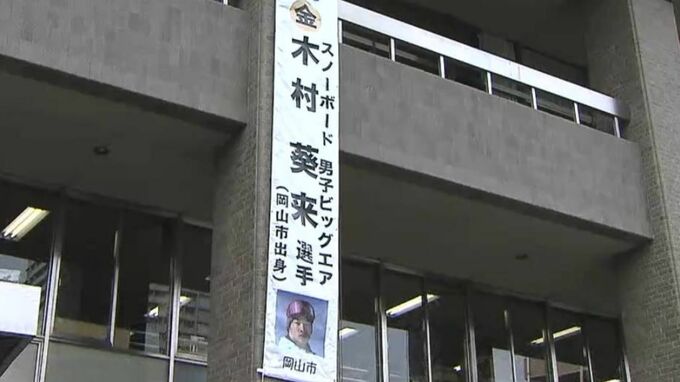 金
スノーボード 男子ビッグエア
木村 葵来 選手
(岡山市出身)
岡山市